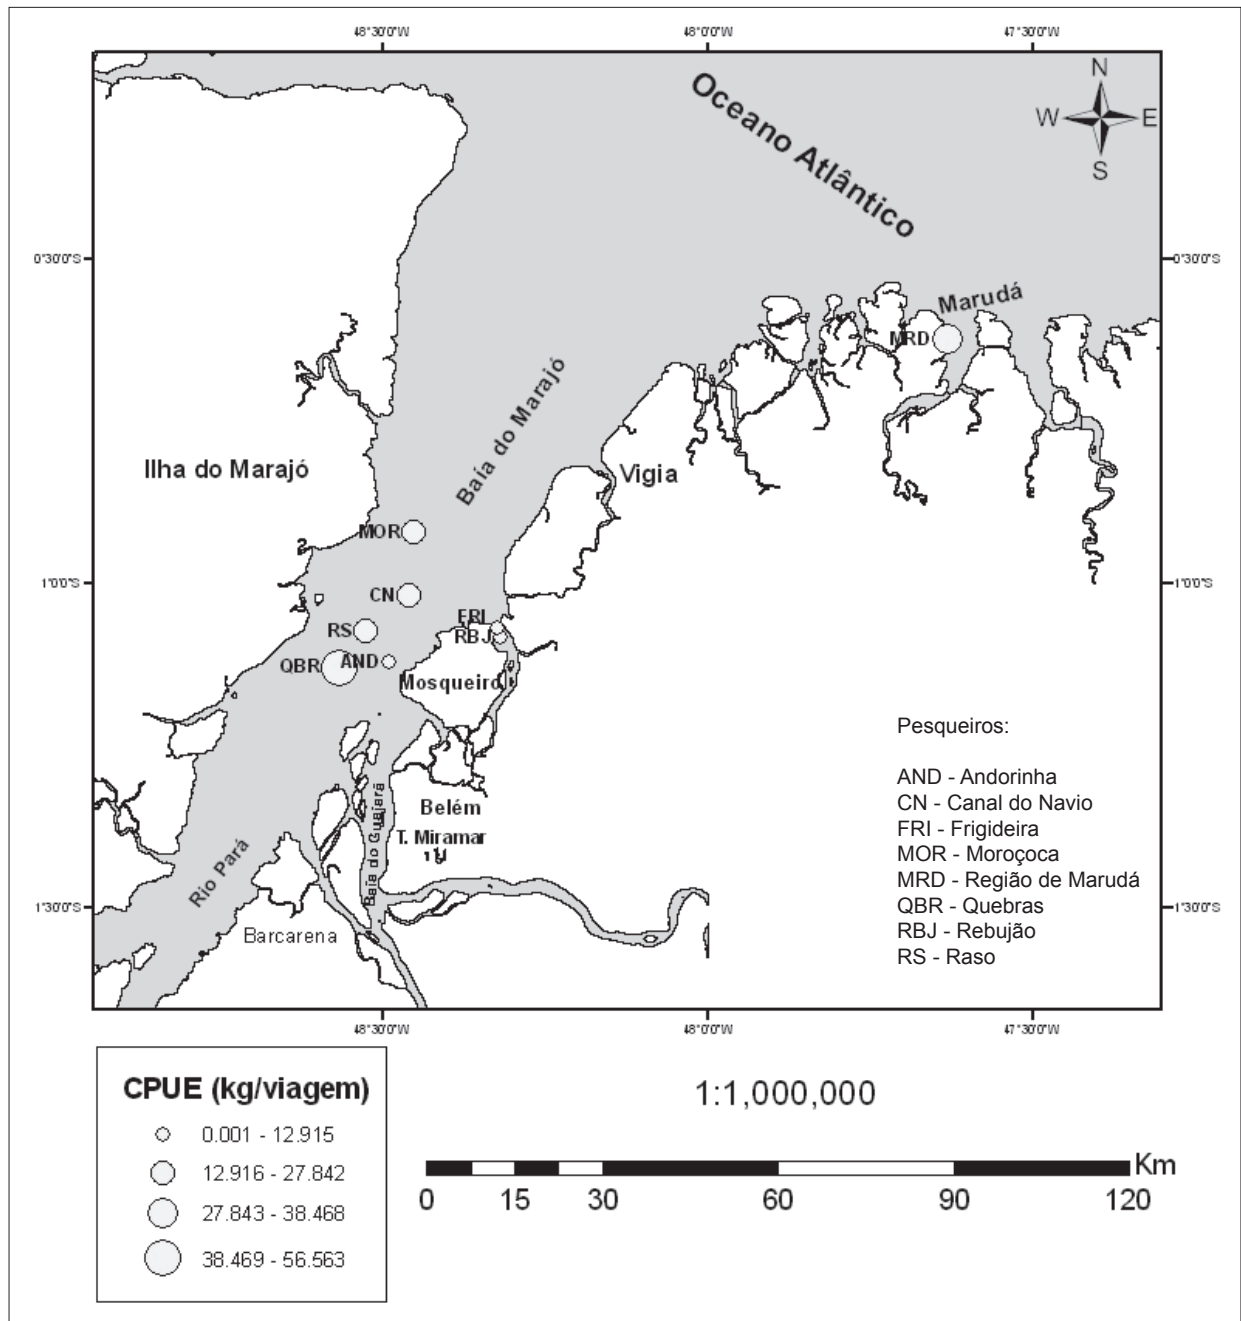 48°30'0"W
48°0'0"W
47°30'0"W
N
W
E
S
Oceano Atlântico
0°30'0"S
0°30'0"S
Marudá
MRD
Baía do Marajó
Ilha do Marajó
Vigia
MOR
1°0'0"S
1°0'0"S
CN
FRI
RS
RBJ
QBR
AND
Mosqueiro
Pesqueiros:
AND - Andorinha
CN - Canal do Navio
FRI - Frigideira
MOR - Moroçoca
MRD - Região de Marudá
QBR - Quebras
RBJ - Rebujão
RS - Raso
Belém
T. Miramar
Baía do Guajará
Rio Pará
Barcarena
1°30'0"S
1°30'0"S
48°30'0"W
48°0'0"W
47°30'0"W
CPUE (kg/viagem)
0.001 - 12.915
12.916 - 27.842
27.843 - 38.468
38.469 - 56.563
1:1,000,000
Km
0 15 30 60 90 120